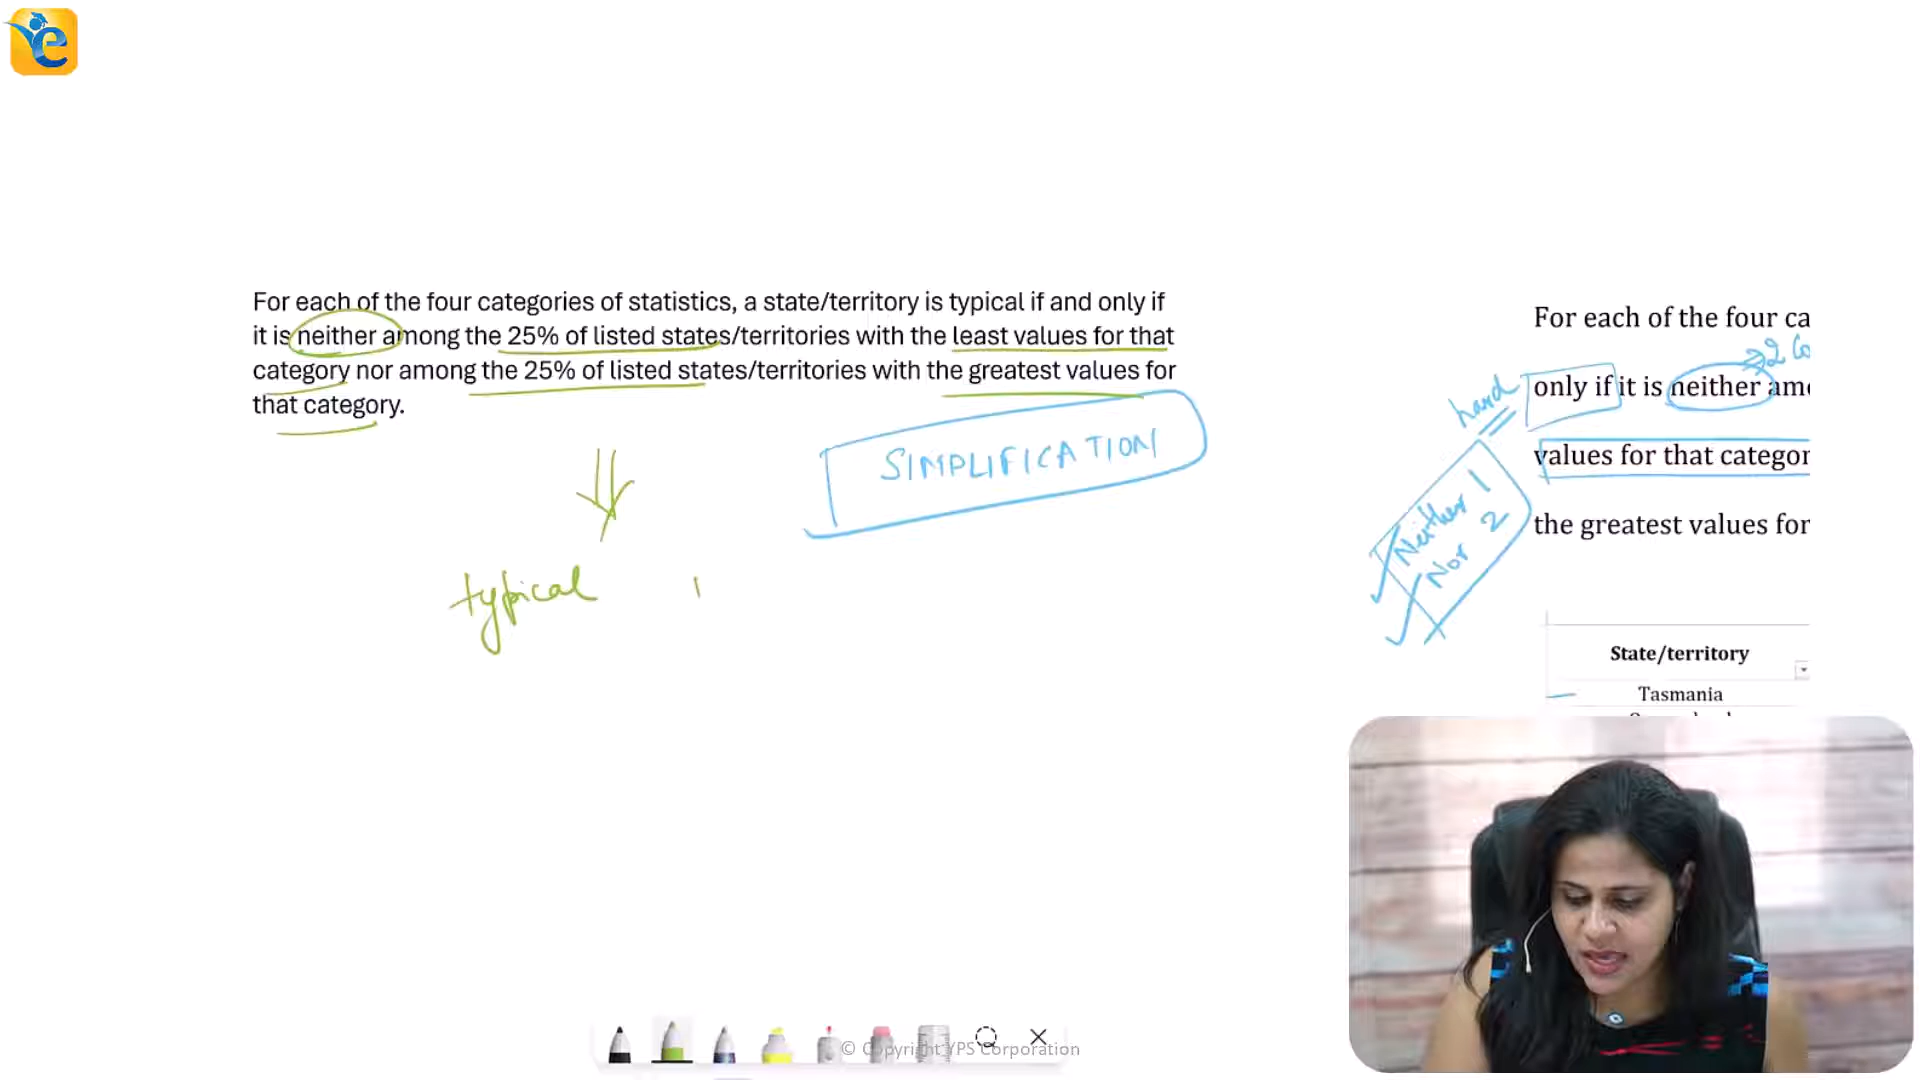 For each of the four categories of statistics, a state/territory is typical if and only if
it is neither among the 25% of listed states/territories with the least values for that
category nor among the 25% of listed states/territories with the greatest values for
that category.
SIMPLIFICATION
typical
For each of the four ca
2 Co
hard
only if it is neither amo
values for that categor
Neither 1
Nor 2
the greatest values for
State/territory
Tasmania
© Copyright YPS Corporation
e